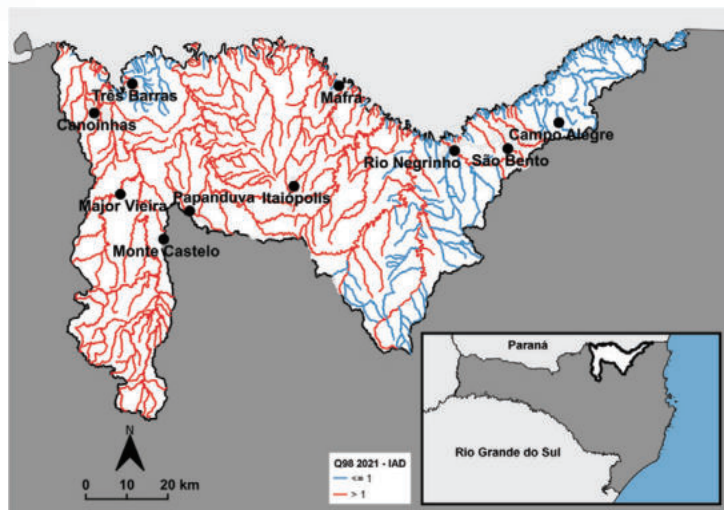 Três Barras
Mafra
Canoinhas
Campo Alegre
Rio Negrinho
São Bento
Major Vieira
Papanduva
Itaiópolis
Monte Castelo
N
0 10 20 km
Q98 2021 - IAD
<= 1
> 1
Paraná
Rio Grande do Sul